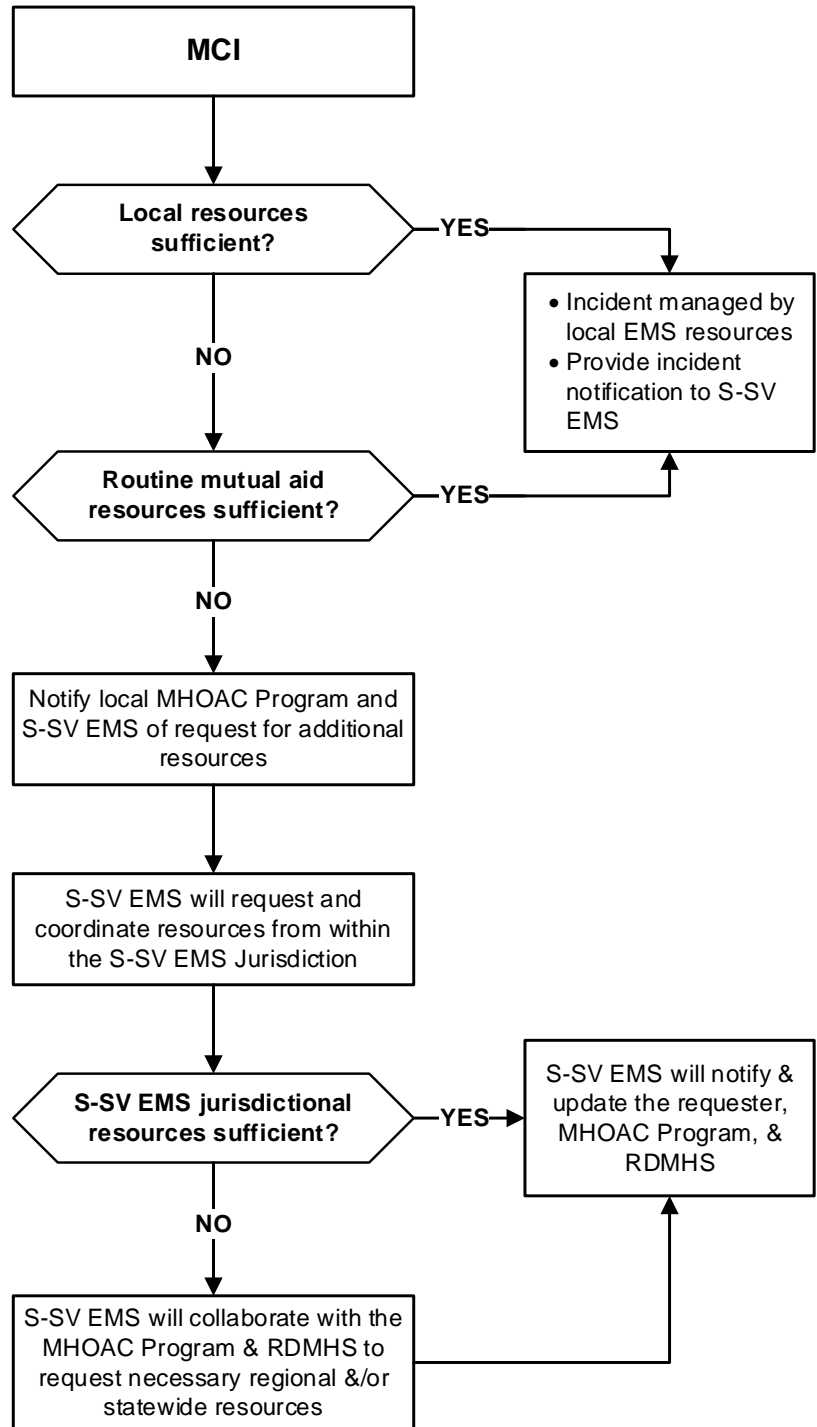 MCI
Local resources
sufficient?
YES
• Incident managed by
local EMS resources
• Provide incident
notification to S-SV
EMS
NO
Routine mutual aid
resources sufficient?
YES
NO
Notify local MHOAC Program and
S-SV EMS of request for additional
resources
S-SV EMS will request and
coordinate resources from within
the S-SV EMS Jurisdiction
S-SV EMS jurisdictional
resources sufficient?
YES
S-SV EMS will notify &
update the requester,
MHOAC Program, &
RDMHS
NO
S-SV EMS will collaborate with the
MHOAC Program & RDMHS to
request necessary regional &/or
statewide resources